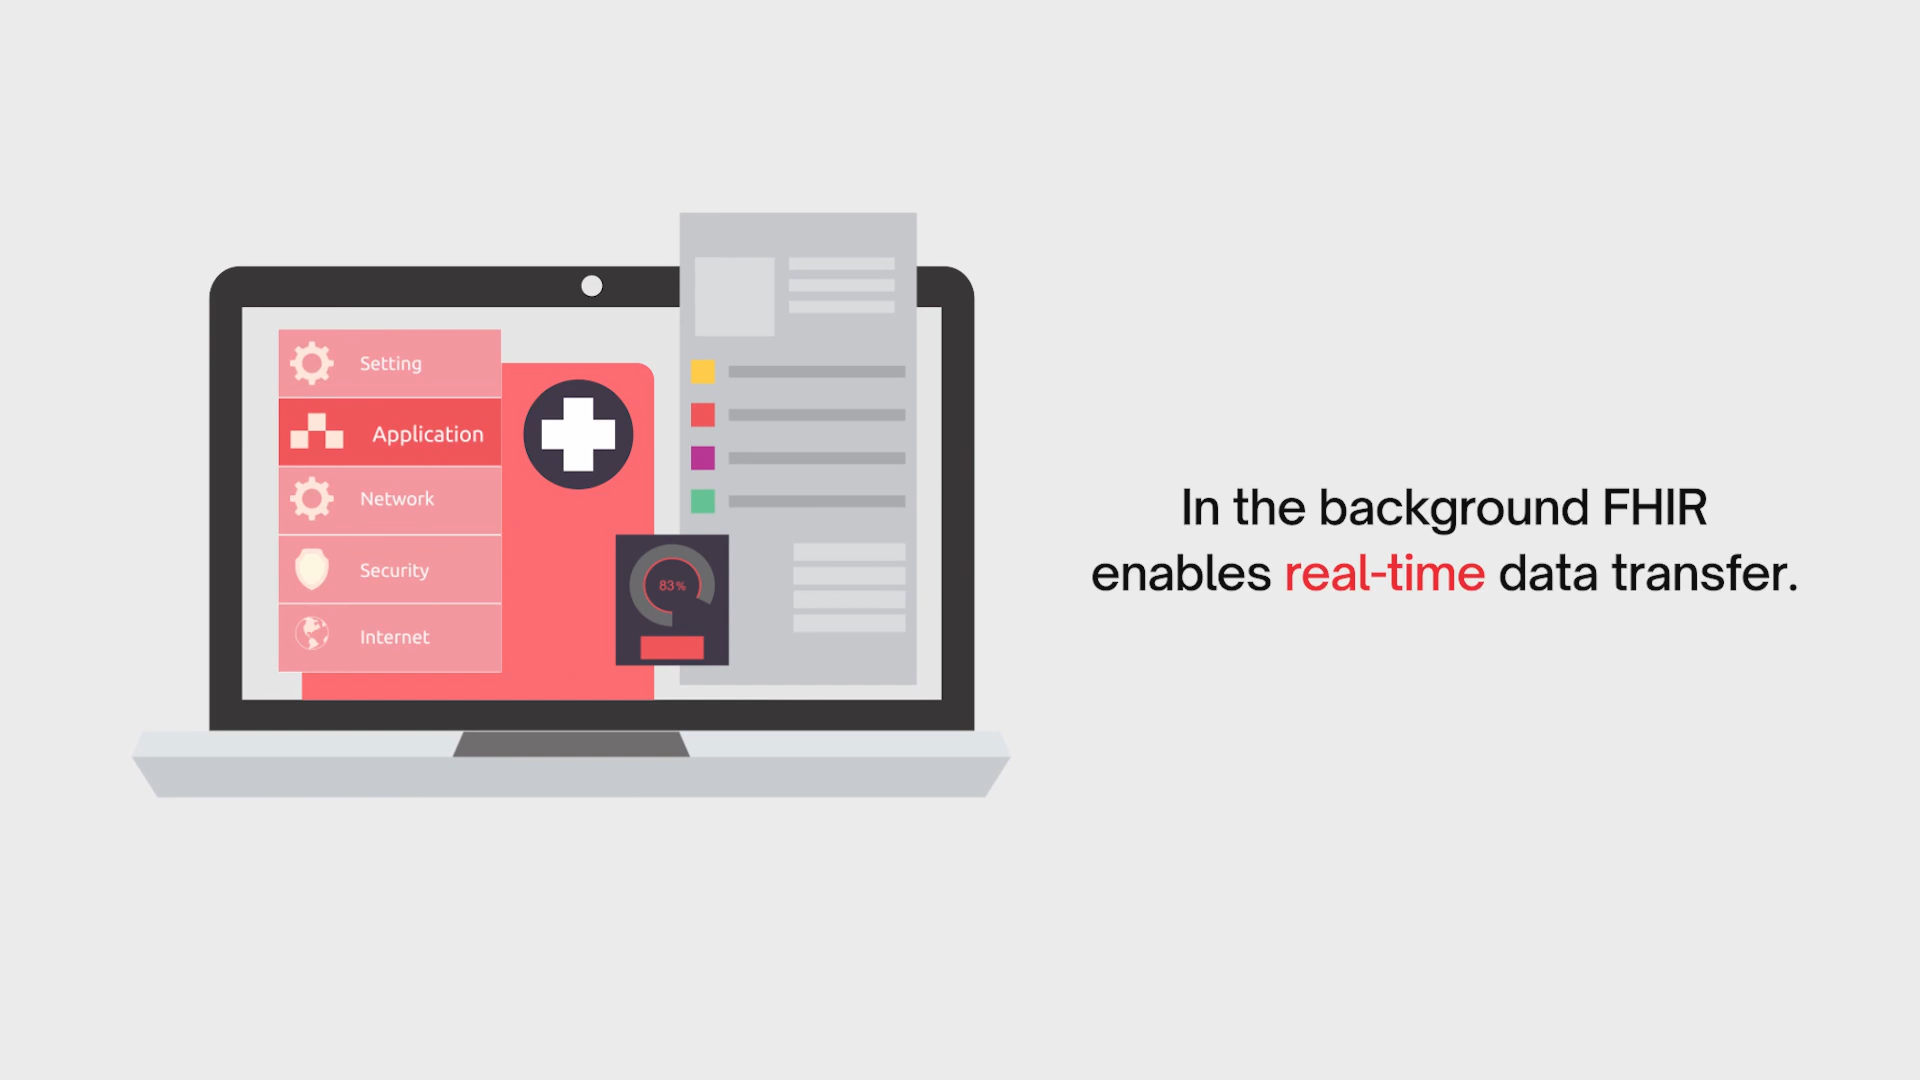 Setting
Application
Network
Security
Internet
83%
In the background FHIR
enables real-time data transfer.